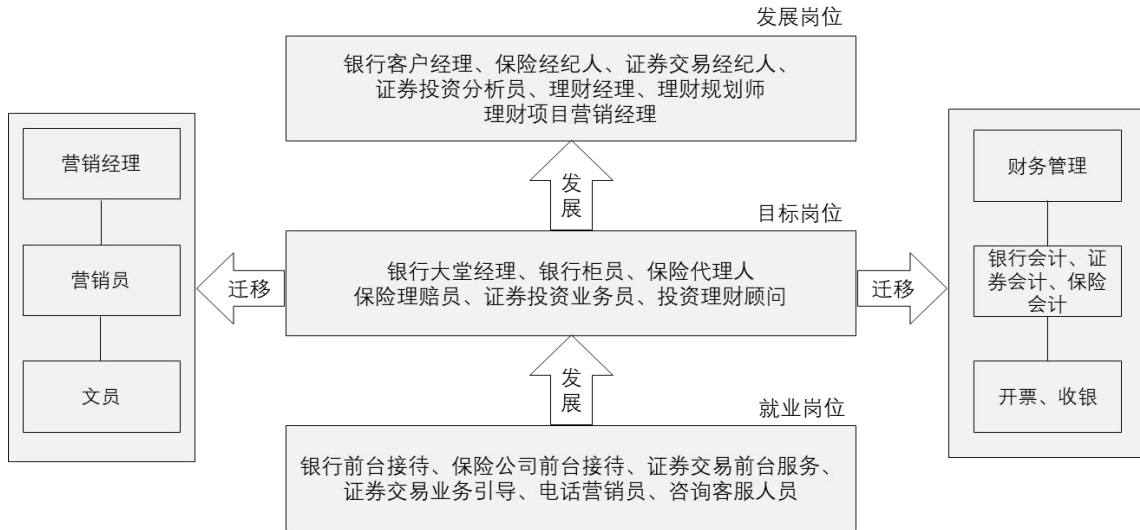 发展岗位
银行客户经理、保险经纪人、证券交易经纪人、
证券投资分析员、理财经理、理财规划师
理财项目营销经理
发
展
目标岗位
银行大堂经理、银行柜员、保险代理人
保险理赔员、证券投资业务员、投资理财顾问
发
展
就业岗位
银行前台接待、保险公司前台接待、证券交易前台服务、
证券交易业务引导、电话营销员、咨询客服人员
迁移
营销经理
营销员
文员
迁移
财务管理
银行会计、证
券会计、保险
会计
开票、收银